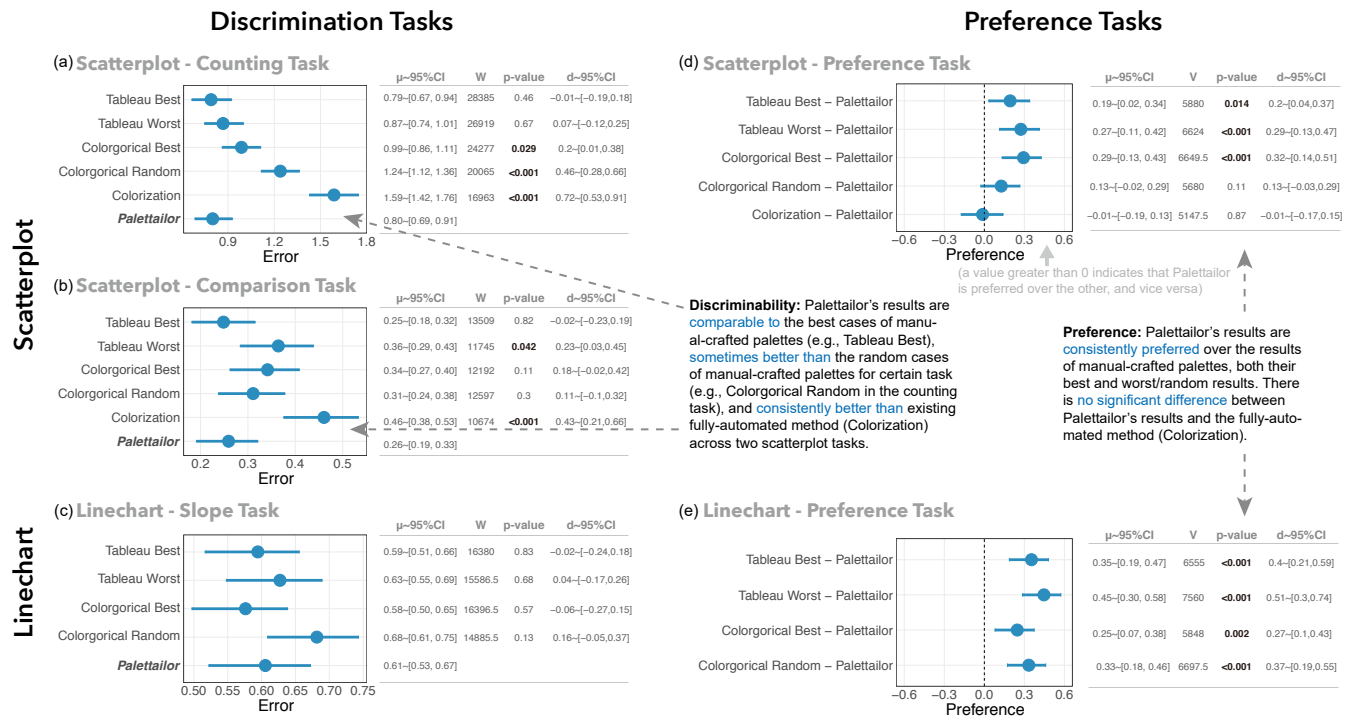 Discrimination Tasks
Preference Tasks
Scatterplot
(a) Scatterplot - Counting Task
μ~95%CI W p-value d~95%CI
Tableau Best 0.79~[0.67, 0.94] 28385 0.46 −0.01~[−0.19,0.18]
Tableau Worst 0.87~[0.74, 1.01] 26919 0.67 0.07~[−0.12,0.25]
Colorgorical Best 0.99~[0.86, 1.11] 24277 0.029 0.2~[0.01,0.38]
Colorgorical Random 1.24~[1.12, 1.36] 20065 <0.001 0.46~[0.28,0.66]
Colorization 1.59~[1.42, 1.76] 16963 <0.001 0.72~[0.53,0.91]
Palettailor 0.80~[0.69, 0.91]
0.9 1.2 1.5 1.8
Error
(b) Scatterplot - Comparison Task
μ~95%CI W p-value d~95%CI
Tableau Best 0.25~[0.18, 0.32] 13509 0.82 −0.02~[−0.23,0.19]
Tableau Worst 0.36~[0.29, 0.43] 11745 0.042 0.23~[0.03,0.45]
Colorgorical Best 0.34~[0.27, 0.40] 12192 0.11 0.18~[−0.02,0.42]
Colorgorical Random 0.31~[0.24, 0.38] 12597 0.3 0.11~[−0.1,0.32]
Colorization 0.46~[0.38, 0.53] 10674 <0.001 0.43~[0.21,0.66]
Palettailor 0.26~[0.19, 0.33]
0.2 0.3 0.4 0.5
Error
(d) Scatterplot - Preference Task
μ~95%CI V p-value d~95%CI
Tableau Best − Palettailor 0.19~[0.02, 0.34] 5880 0.014 0.2~[0.04,0.37]
Tableau Worst − Palettailor 0.27~[0.11, 0.42] 6624 <0.001 0.29~[0.13,0.47]
Colorgorical Best − Palettailor 0.29~[0.13, 0.43] 6649.5 <0.001 0.32~[0.14,0.51]
Colorgorical Random − Palettailor 0.13~[−0.02, 0.29] 5680 0.11 0.13~[−0.03,0.29]
Colorization − Palettailor −0.01~[−0.19, 0.13] 5147.5 0.87 −0.01~[−0.17,0.15]
−0.6 −0.3 0.0 0.3 0.6
Preference
(a value greater than 0 indicates that Palettailor
is preferred over the other, and vice versa)
Discriminability: Palettailor's results are
comparable to the best cases of manu-
al-crafted palettes (e.g., Tableau Best),
sometimes better than the random cases
of manual-crafted palettes for certain task
(e.g., Colorgorical Random in the counting
task), and consistently better than existing
fully-automated method (Colorization)
across two scatterplot tasks.
Preference: Palettailor's results are
consistently preferred over the results
of manual-crafted palettes, both their
best and worst/random results. There
is no significant difference between
Palettailor's results and the fully-auto-
mated method (Colorization).
Linechart
(c) Linechart - Slope Task
μ~95%CI W p-value d~95%CI
Tableau Best 0.59~[0.51, 0.66] 16380 0.83 −0.02~[−0.24,0.18]
Tableau Worst 0.63~[0.55, 0.69] 15586.5 0.68 0.04~[−0.17,0.26]
Colorgorical Best 0.58~[0.50, 0.65] 16396.5 0.57 −0.06~[−0.27,0.15]
Colorgorical Random 0.68~[0.61, 0.75] 14885.5 0.13 0.16~[−0.05,0.37]
Palettailor 0.61~[0.53, 0.67]
0.50 0.55 0.60 0.65 0.70 0.75
Error
(e) Linechart - Preference Task
μ~95%CI V p-value d~95%CI
Tableau Best − Palettailor 0.35~[0.19, 0.47] 6555 <0.001 0.4~[0.21,0.59]
Tableau Worst − Palettailor 0.45~[0.30, 0.58] 7560 <0.001 0.51~[0.3,0.74]
Colorgorical Best − Palettailor 0.25~[0.07, 0.38] 5848 0.002 0.27~[0.1,0.43]
Colorgorical Random − Palettailor 0.33~[0.18, 0.46] 6697.5 <0.001 0.37~[0.19,0.55]
−0.6 −0.3 0.0 0.3 0.6
Preference